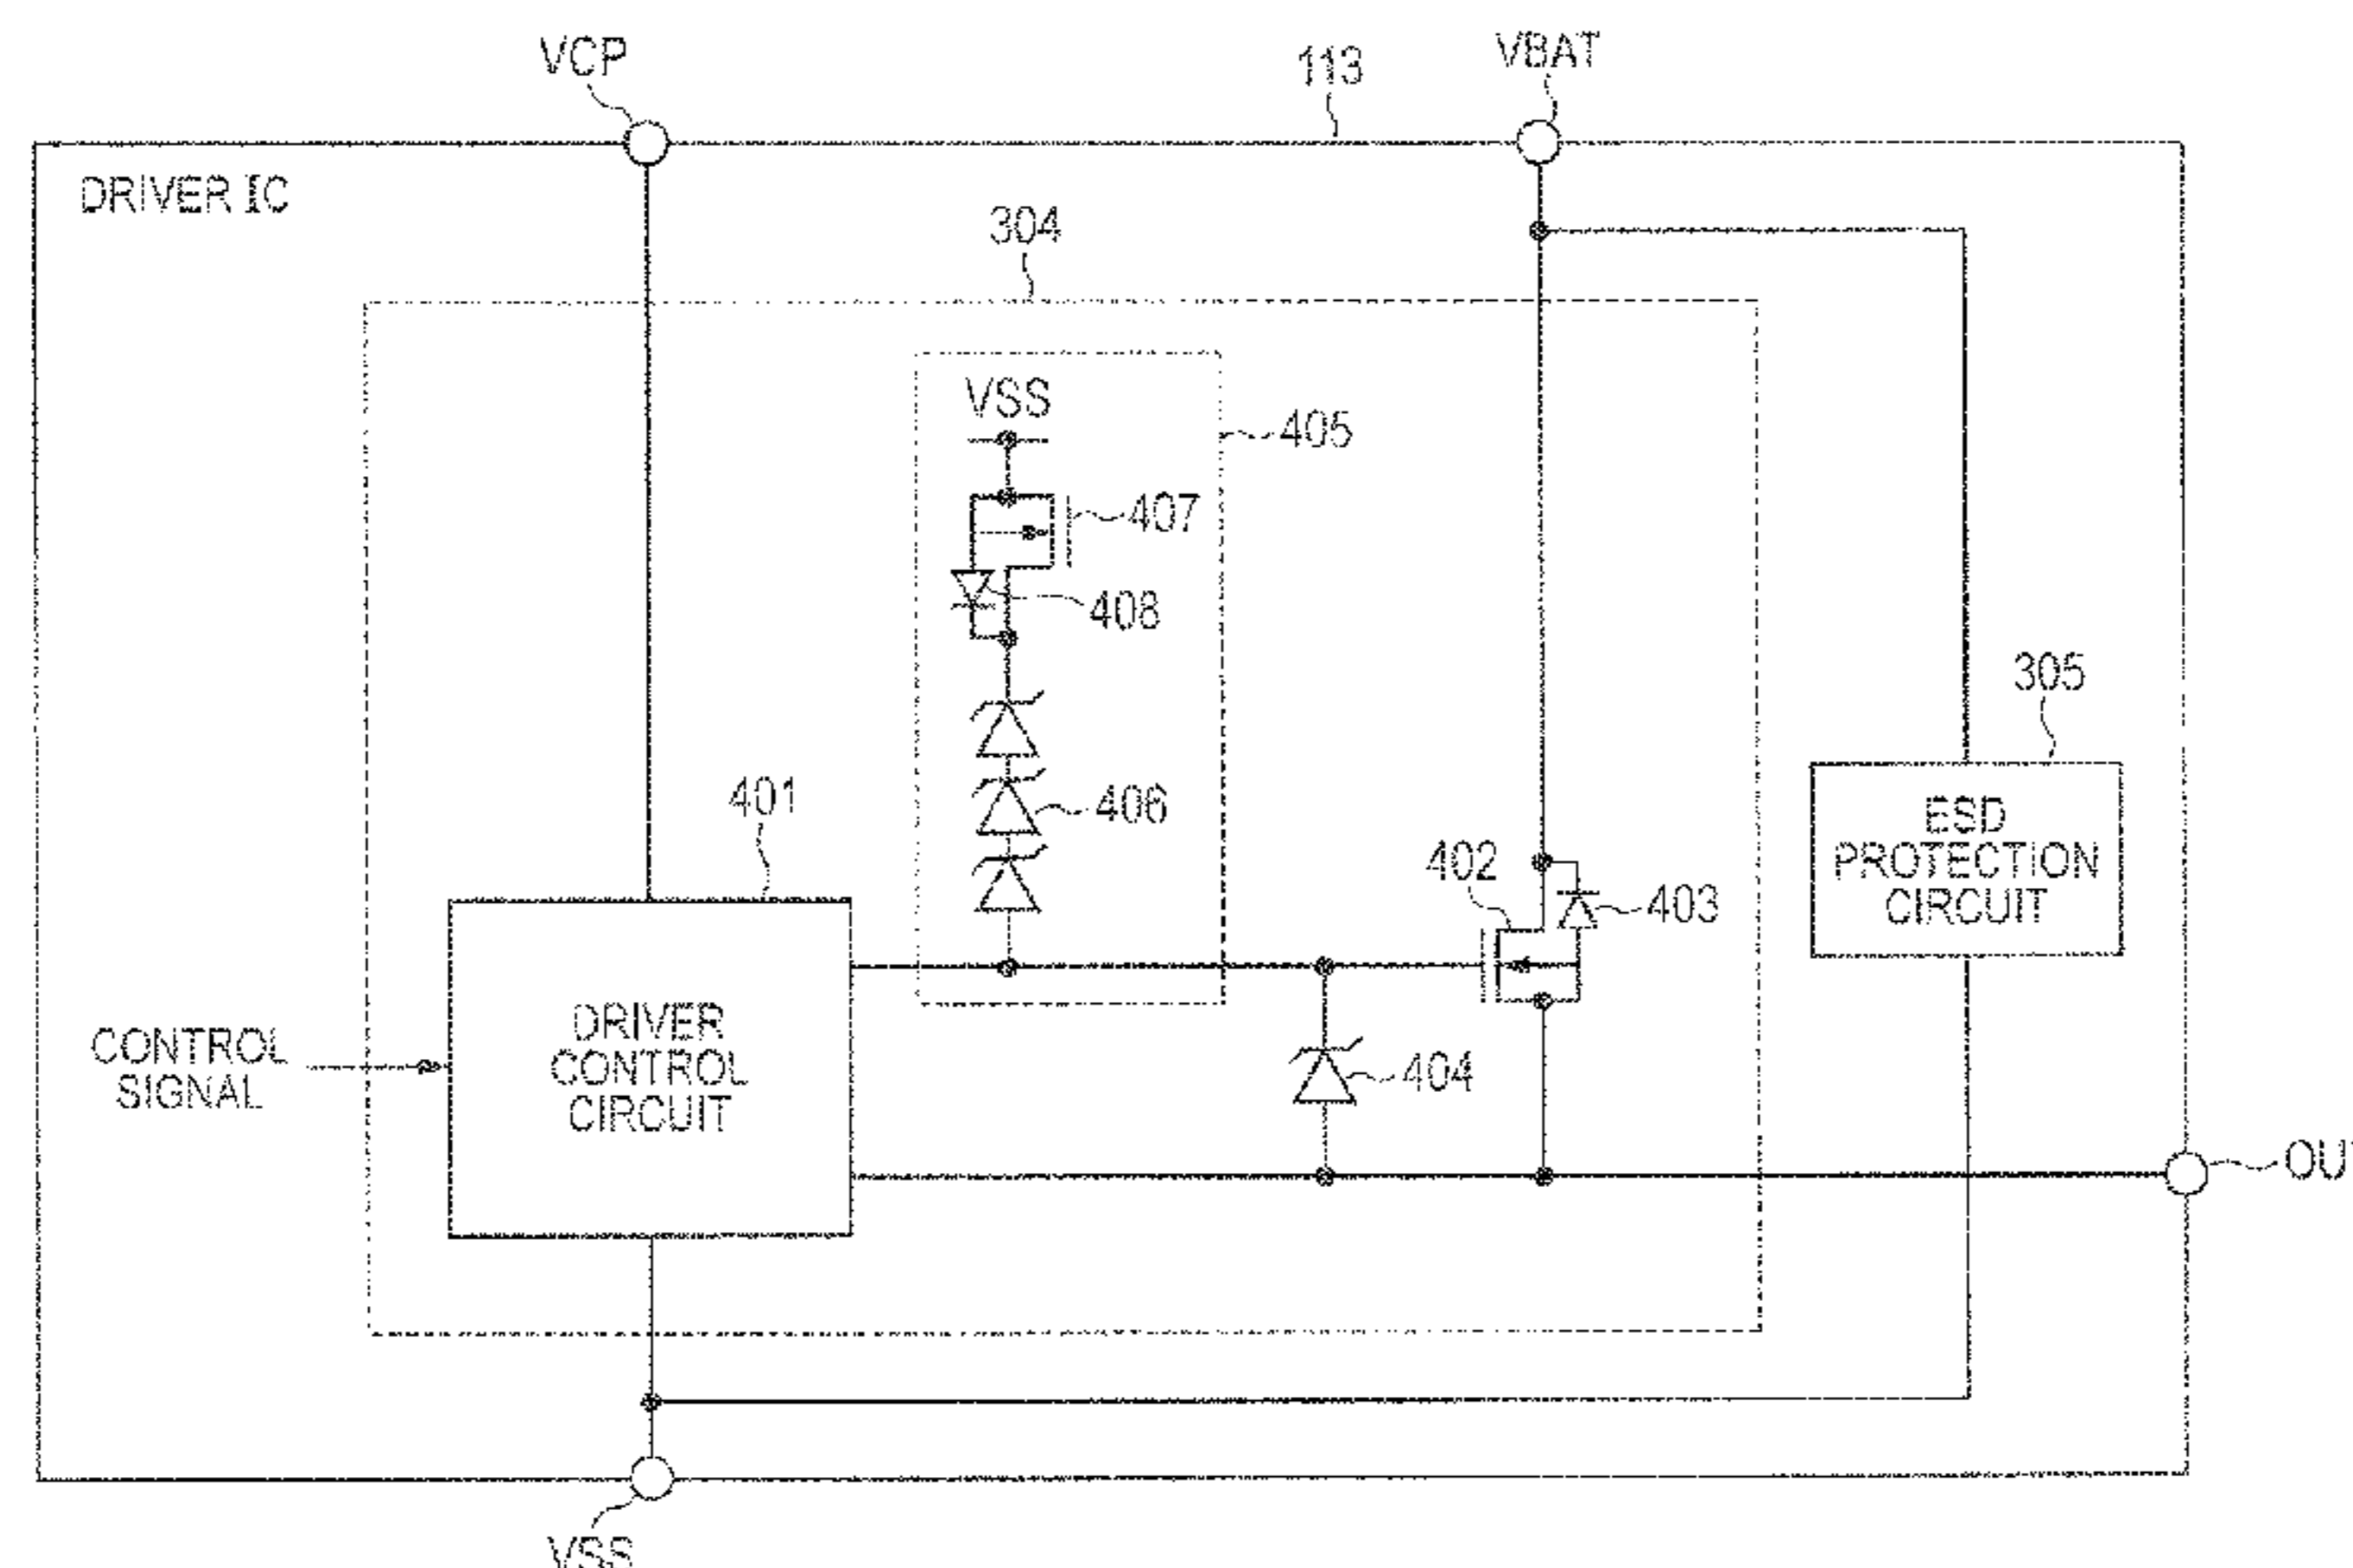 VCP
113
VBAT
DRIVER IC
304
VSS
405
407
408
305
406
401
ESD
PROTECTION
CIRCUIT
402
403
DRIVER
CONTROL
CIRCUIT
CONTROL
SIGNAL
404
OU
VSS